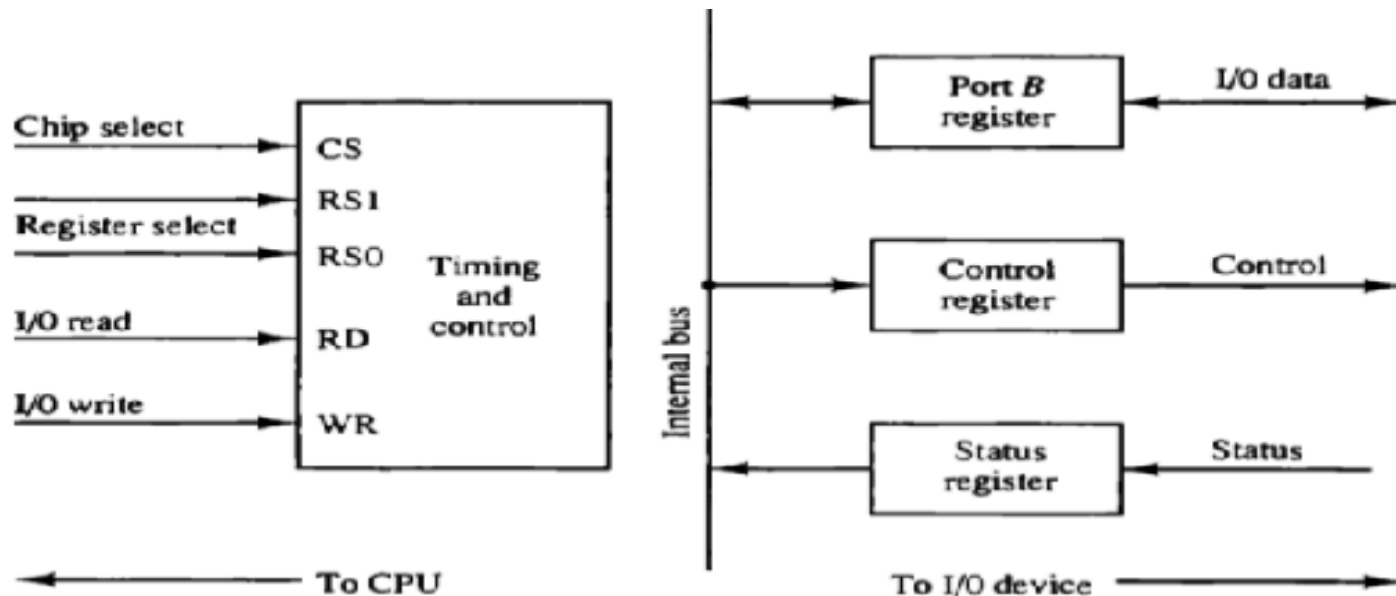 Chip select
Register select
I/O read
I/O write
CS
RS1
RS0
RD
WR
Timing
and
control
To CPU
Internal bus
Port B
register
I/O data
Control
register
Control
Status
register
Status
To I/O device